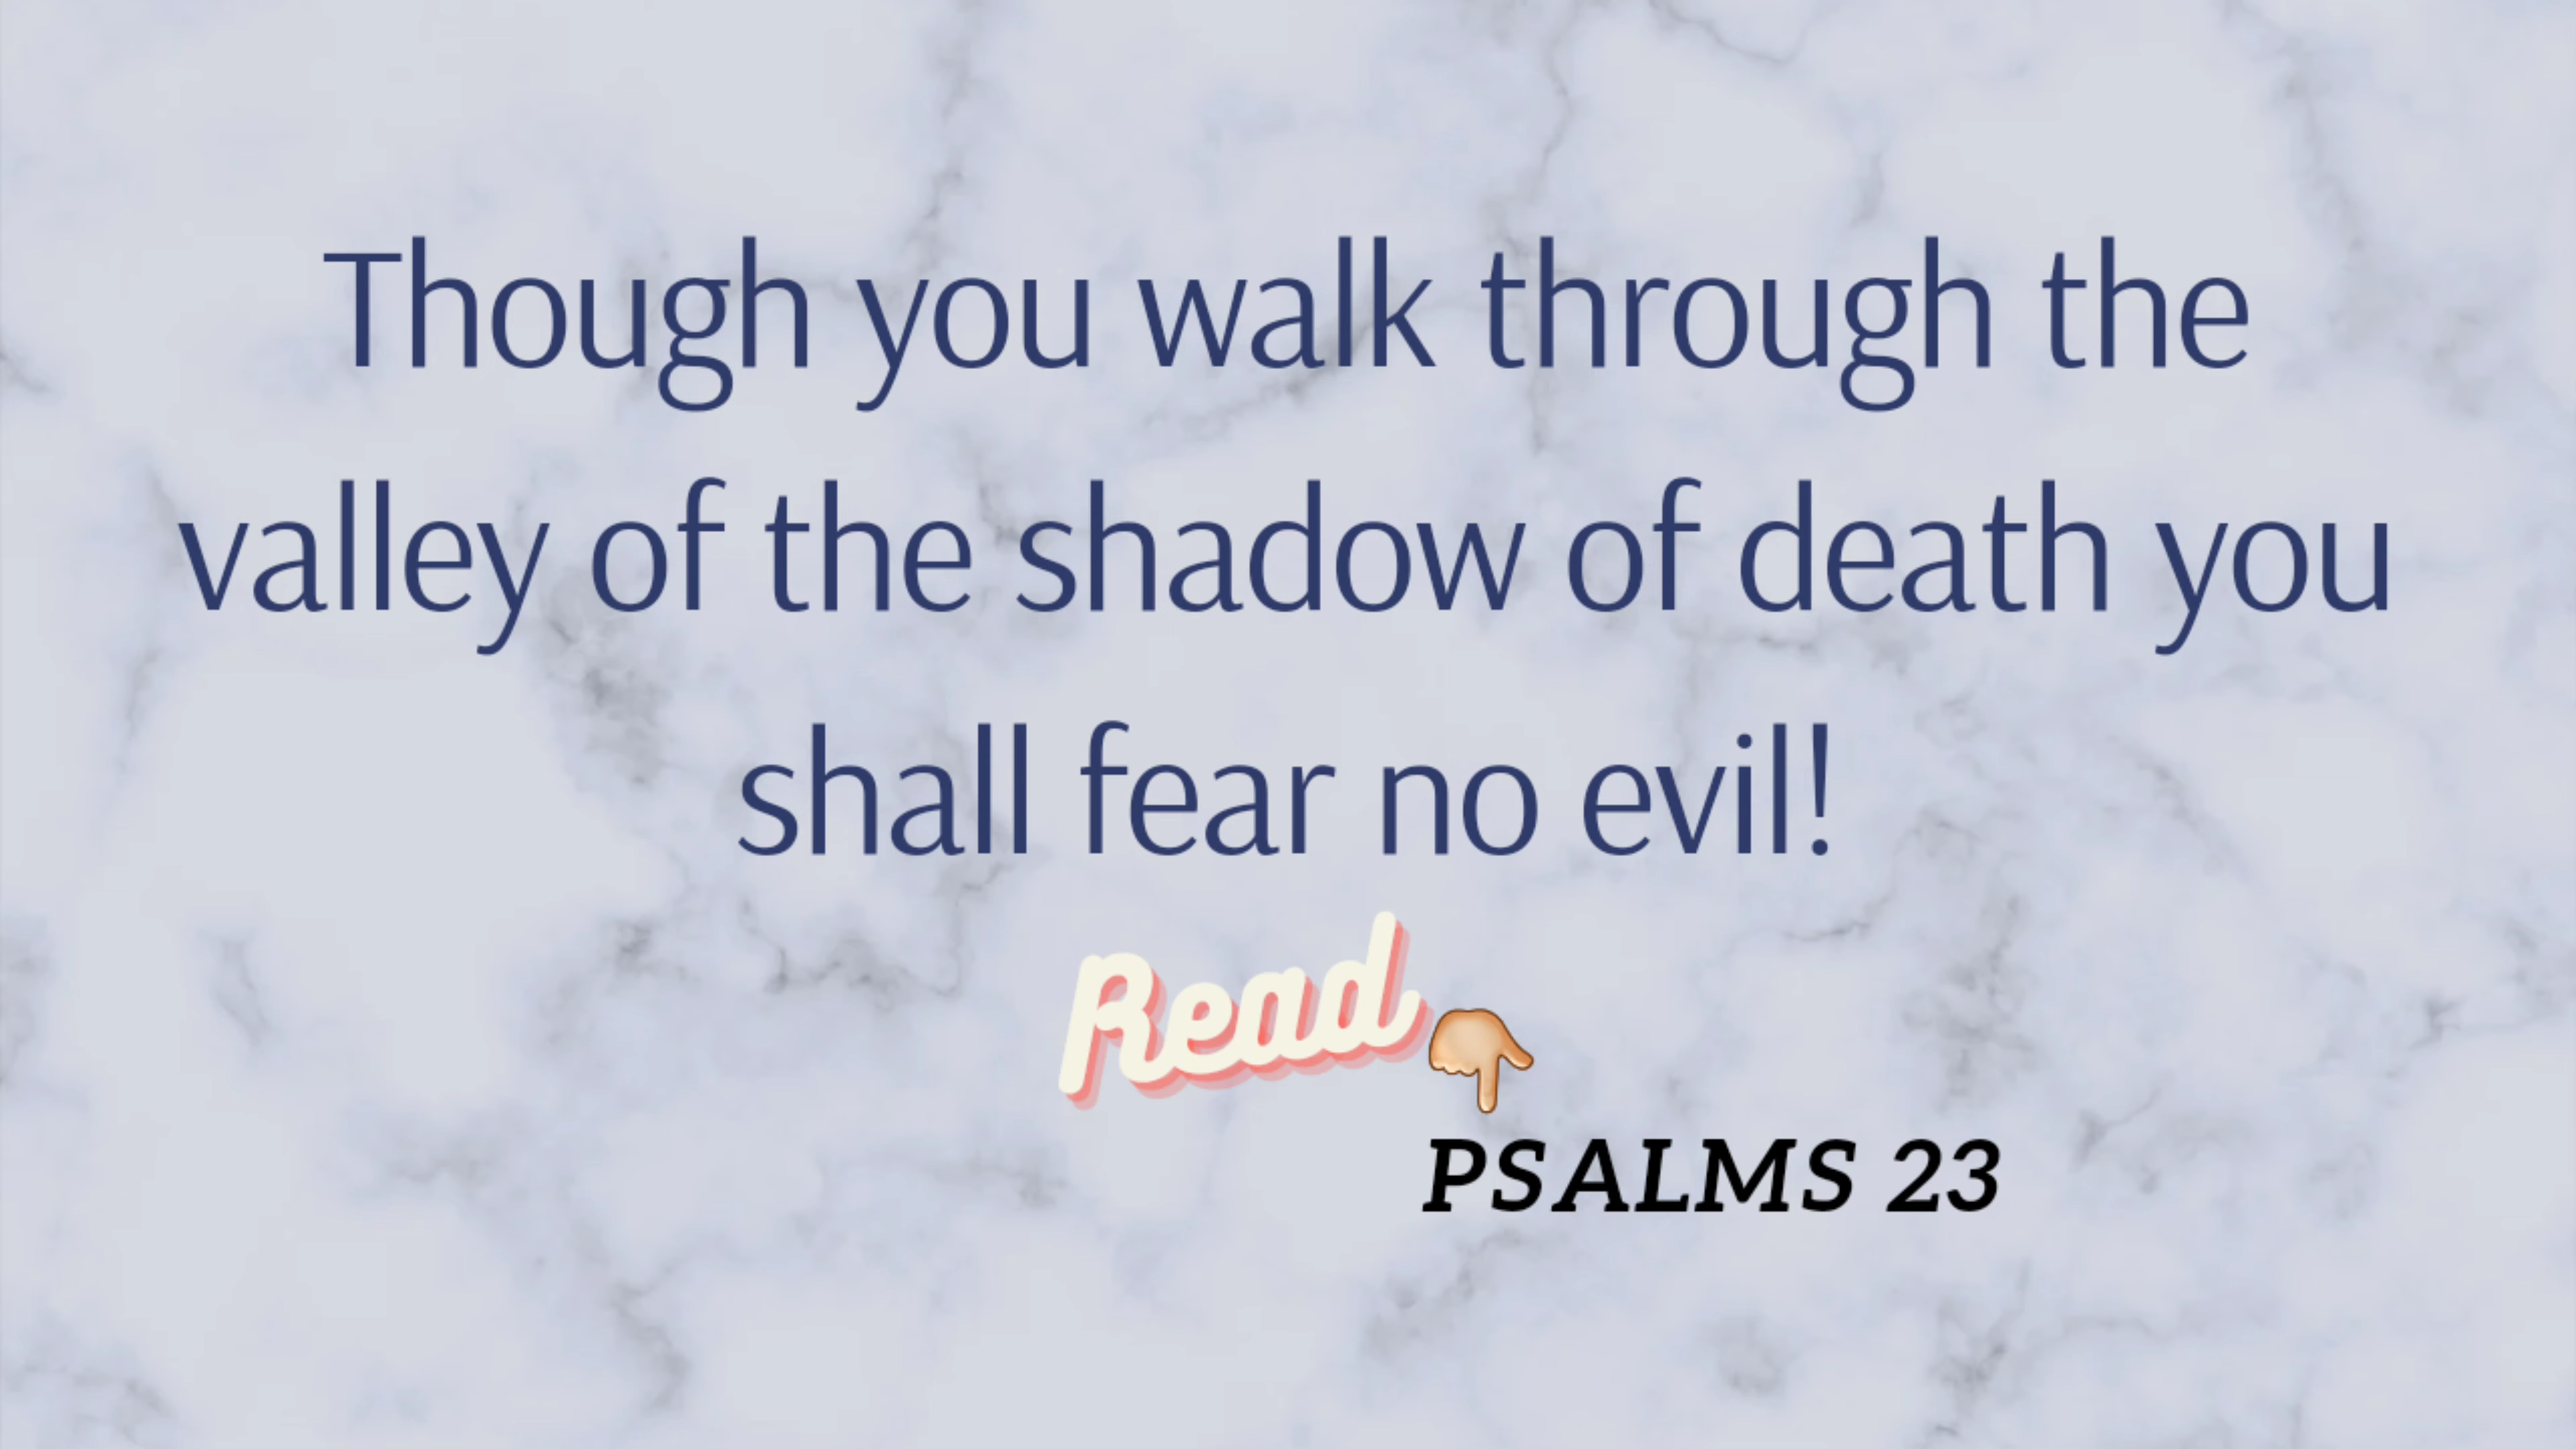 Though you walk through the
valley of the shadow of death you
shall fear no evil!
Read
PSALMS 23